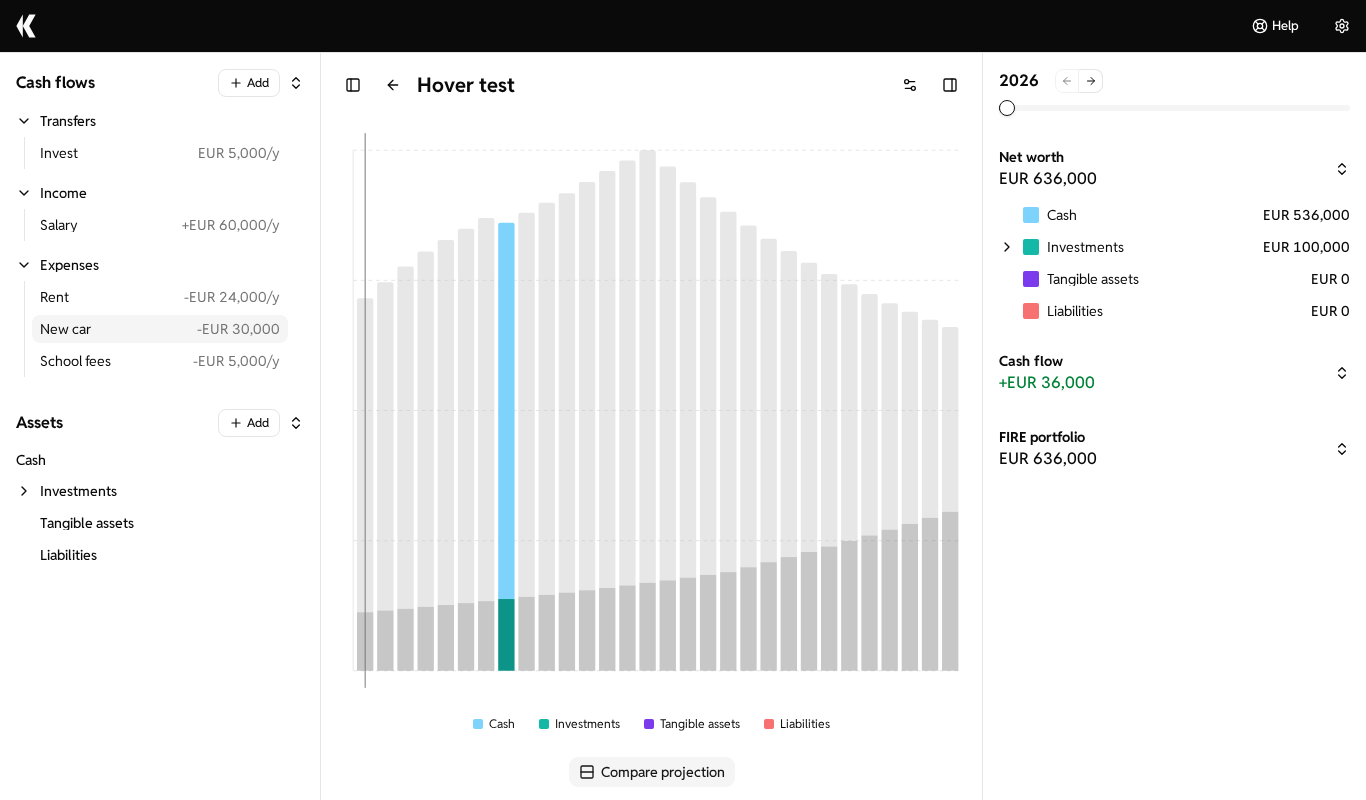 Help
Cash flows
Add
Transfers
Invest EUR 5,000/y
Income
Salary +EUR 60,000/y
Expenses
Rent -EUR 24,000/y
New car -EUR 30,000
School fees -EUR 5,000/y
Assets
Add
Cash
Investments
Tangible assets
Liabilities
Hover test
Cash Investments Tangible assets Liabilities
Compare projection
2026
Net worth
EUR 636,000
Cash EUR 536,000
Investments EUR 100,000
Tangible assets EUR 0
Liabilities EUR 0
Cash flow
+EUR 36,000
FIRE portfolio
EUR 636,000